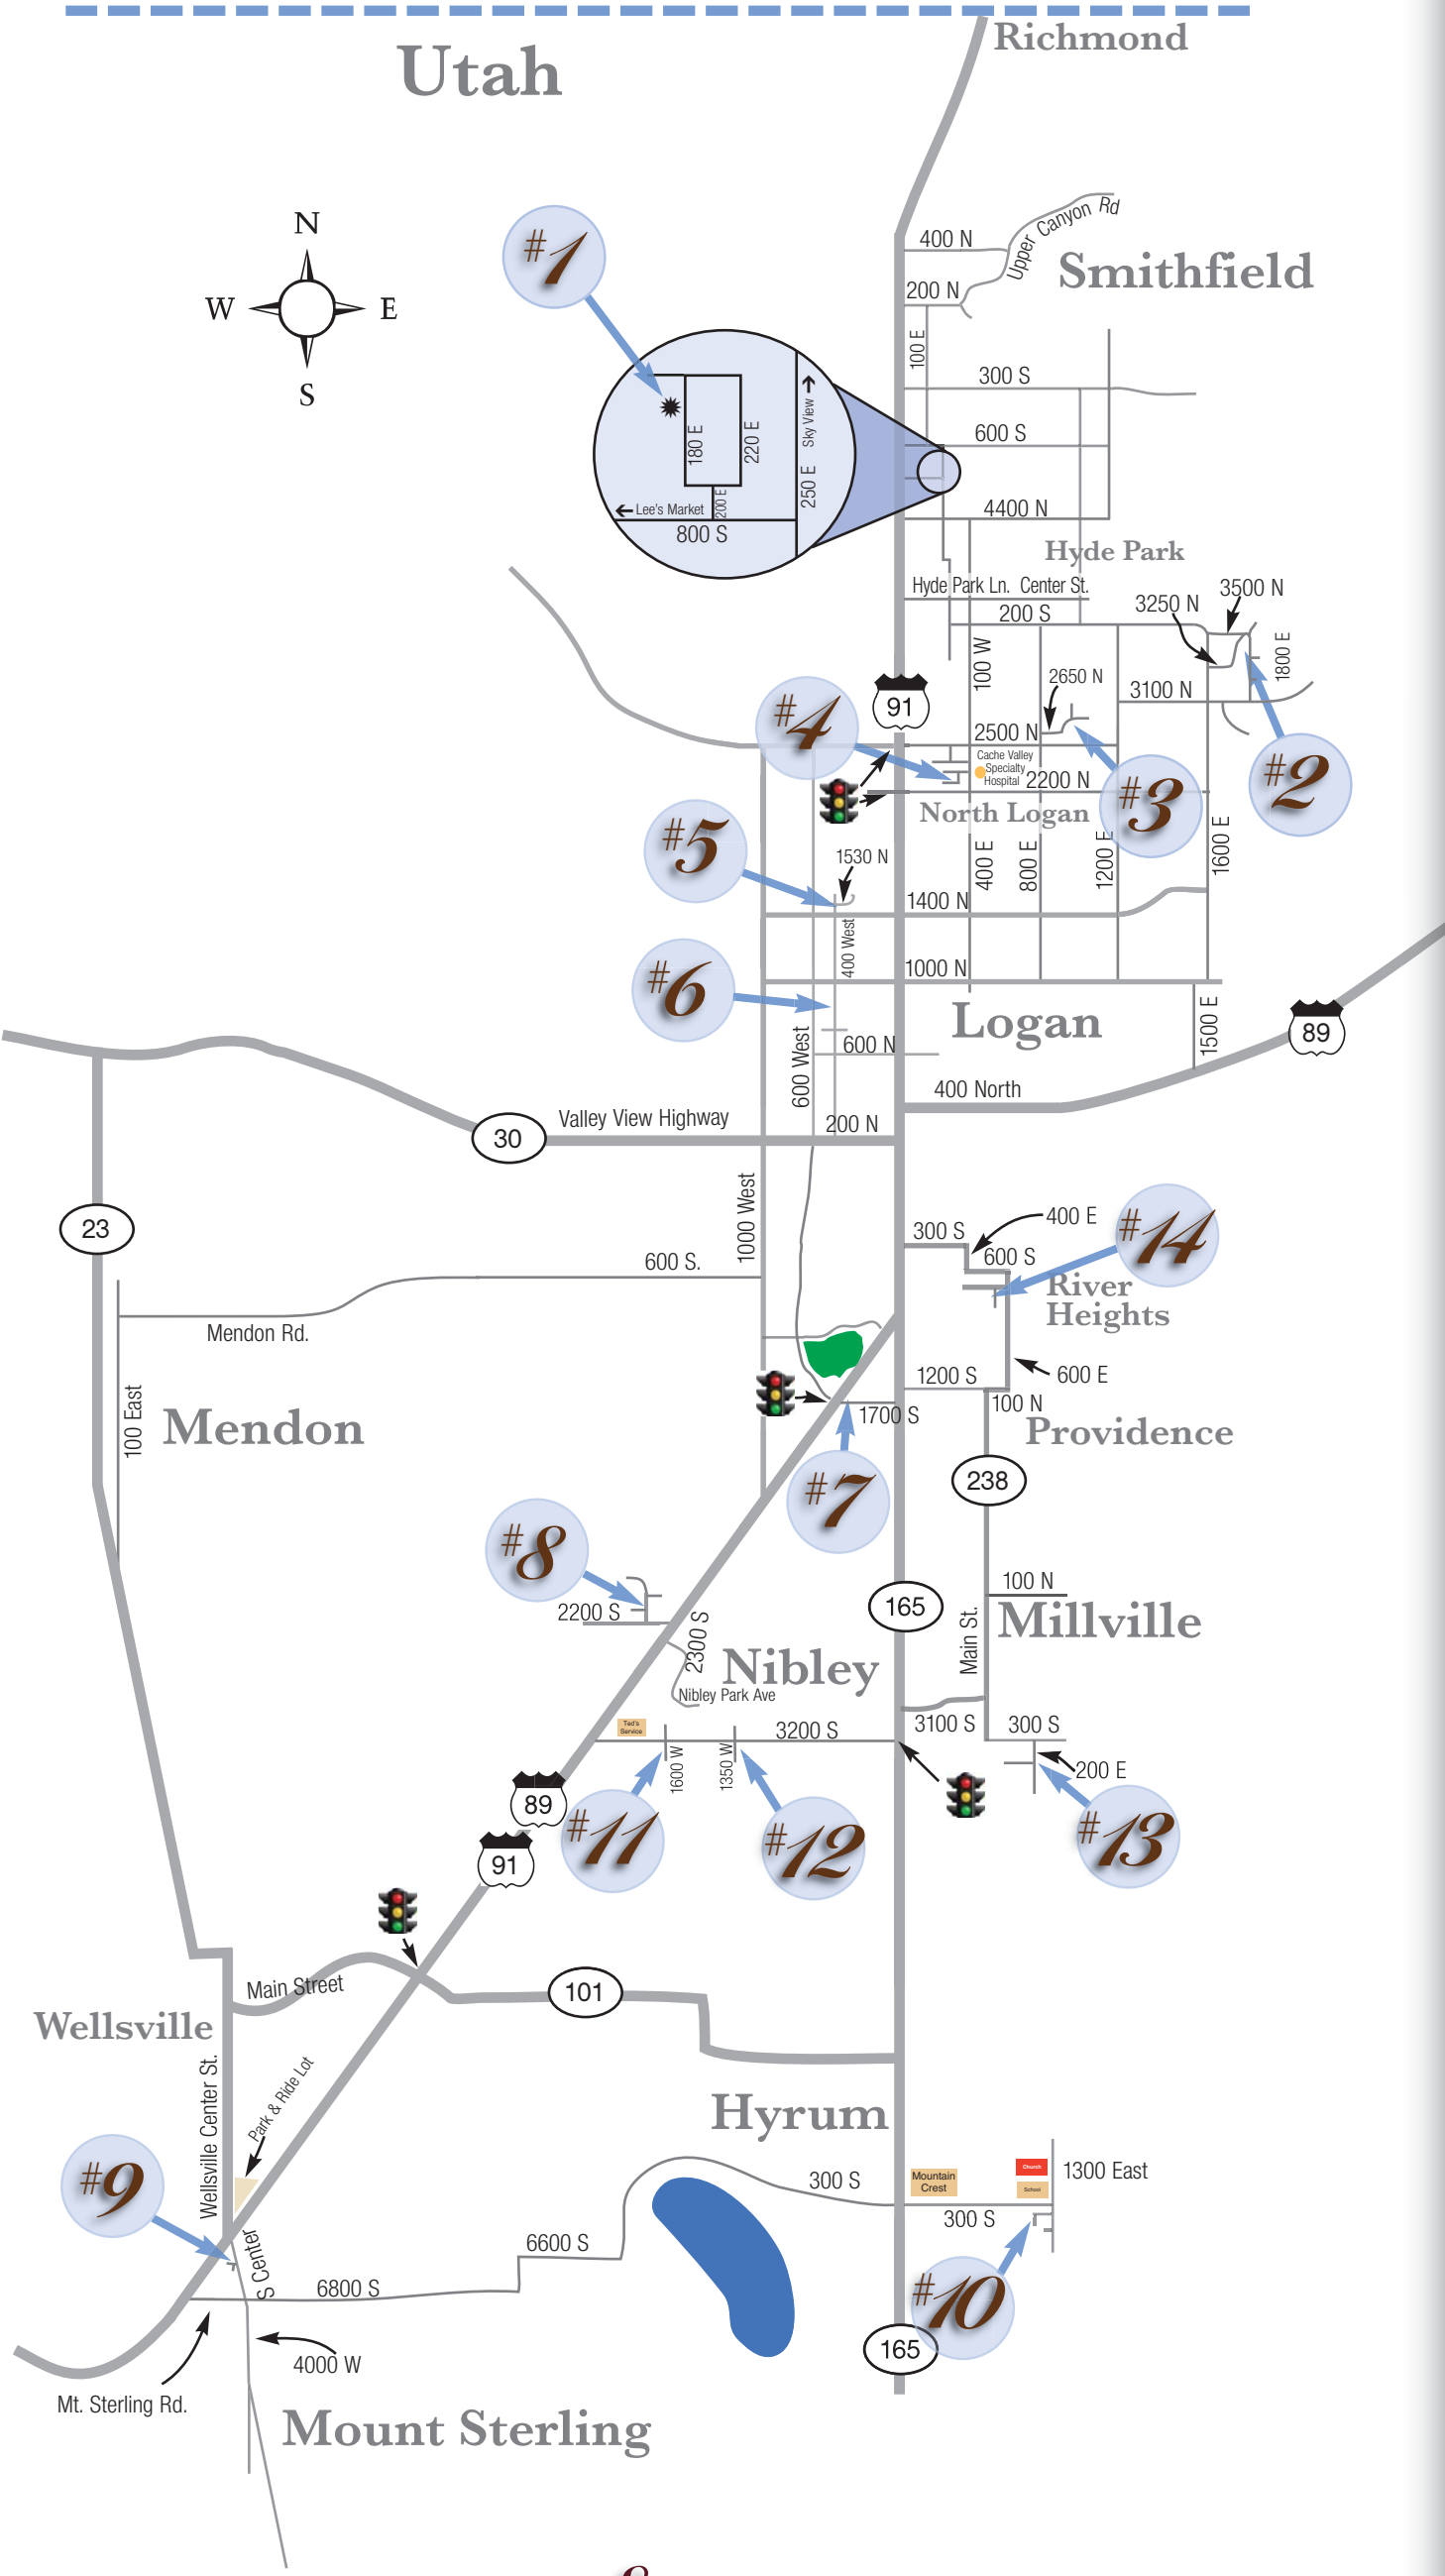 Richmond
Utah
N
W
E
S
#1
400 N
Upper Canyon Rd
Smithfield
200 N
100 E
300 S
600 S
180 E
220 E
Sky View
250 E
Lee's Market
200 E
800 S
4400 N
Hyde Park
Hyde Park Ln. Center St.
3500 N
3250 N
200 S
1800 E
100 W
2650 N
3100 N
#4
91
2500 N
Cache Valley
Specialty
Hospital
2200 N
#2
#3
North Logan
#5
1530 N
400 E
800 E
1200 E
1600 E
1400 N
400 West
#6
1000 N
Logan
1500 E
89
600 N
600 West
400 North
Valley View Highway
200 N
30
23
1000 West
300 S
400 E
#14
600 S
600 S.
River
Heights
Mendon Rd.
1200 S
600 E
100 N
100 East
Mendon
1700 S
Providence
238
#7
#8
100 N
2200 S
165
Millville
2300 S
Main St.
Nibley
Nibley Park Ave
Ted's
Service
3200 S
3100 S
300 S
1600 W
1350 W
200 E
89
#11
#12
#13
91
Main Street
101
Wellsville
Park & Ride Lot
Wellsville Center St.
Hyrum
#9
300 S
Mountain
Crest
Church
School
1300 East
300 S
S Center
6600 S
6800 S
#10
165
4000 W
Mt. Sterling Rd.
Mount Sterling